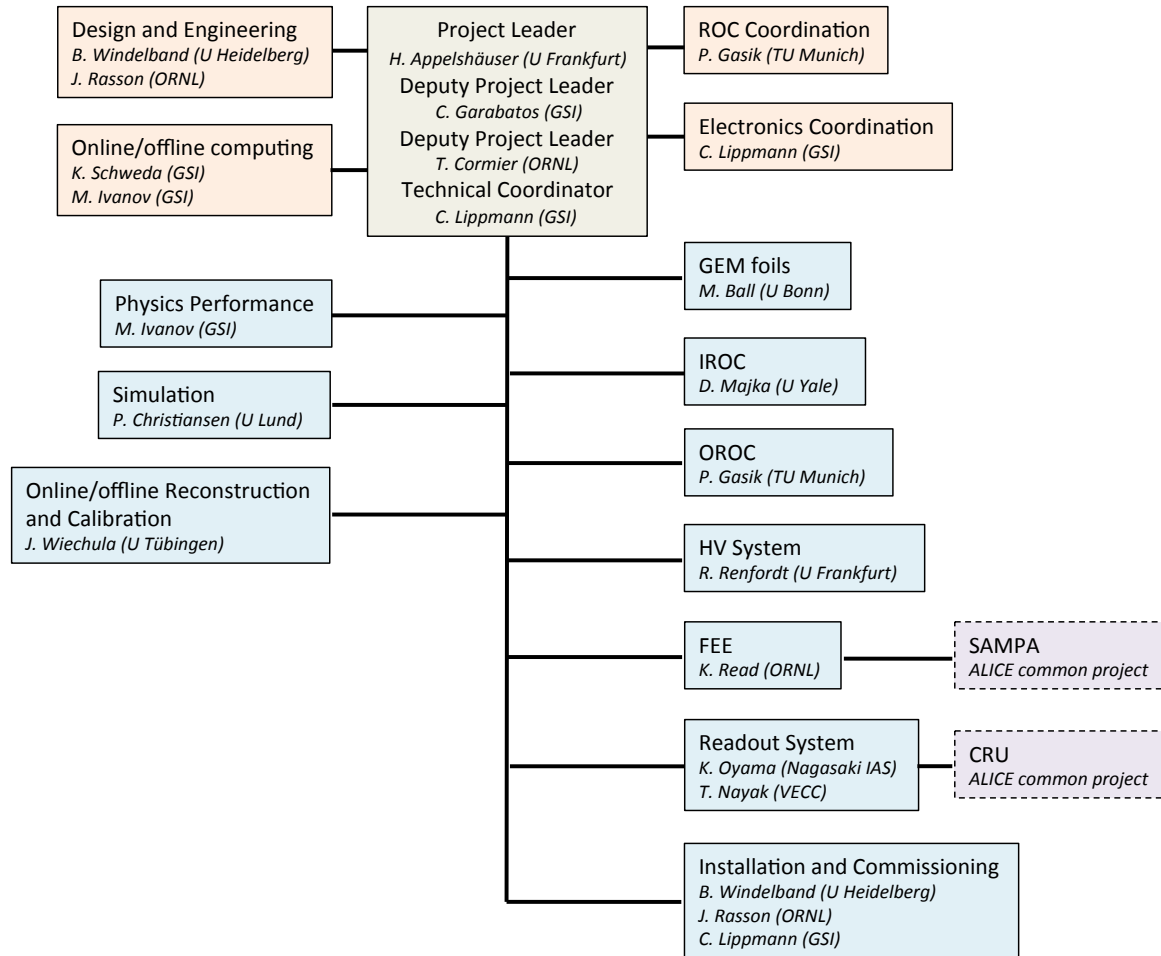 Design and Engineering
B. Windelband (U Heidelberg)
J. Rasson (ORNL)
Online/offline computing
K. Schweda (GSI)
M. Ivanov (GSI)
Project Leader
H. Appelshäuser (U Frankfurt)
Deputy Project Leader
C. Garabatos (GSI)
Deputy Project Leader
T. Cormier (ORNL)
Technical Coordinator
C. Lippmann (GSI)
ROC Coordination
P. Gasik (TU Munich)
Electronics Coordination
C. Lippmann (GSI)
Physics Performance
M. Ivanov (GSI)
Simulation
P. Christiansen (U Lund)
Online/offline Reconstruction
and Calibration
J. Wiechula (U Tübingen)
GEM foils
M. Ball (U Bonn)
IROC
D. Majka (U Yale)
OROC
P. Gasik (TU Munich)
HV System
R. Renfordt (U Frankfurt)
FEE
K. Read (ORNL)
SAMPA
ALICE common project
Readout System
K. Oyama (Nagasaki IAS)
T. Nayak (VECC)
CRU
ALICE common project
Installation and Commissioning
B. Windelband (U Heidelberg)
J. Rasson (ORNL)
C. Lippmann (GSI)